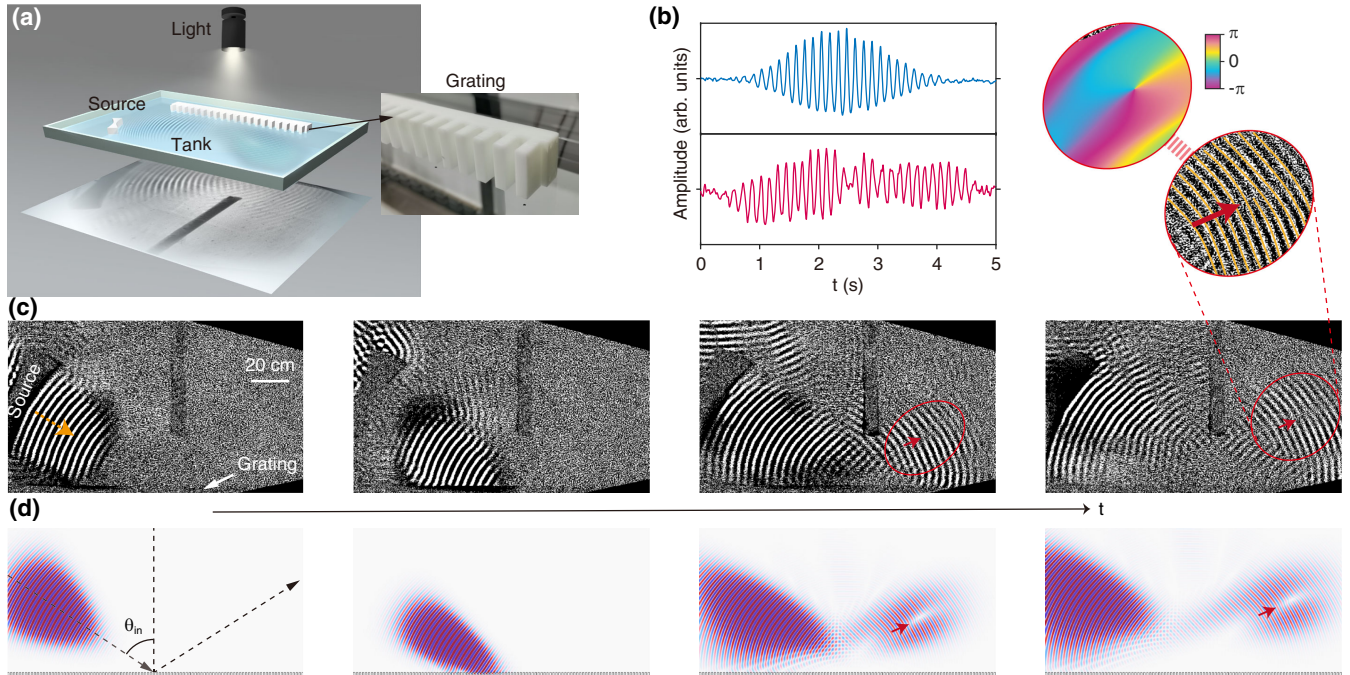 (a)
Light
Source
Grating
Tank
(b)
Amplitude (arb. units)
0 1 2 3 4 5
t (s)
π
0
-π
(c)
Source
20 cm
Grating
t
(d)
θin